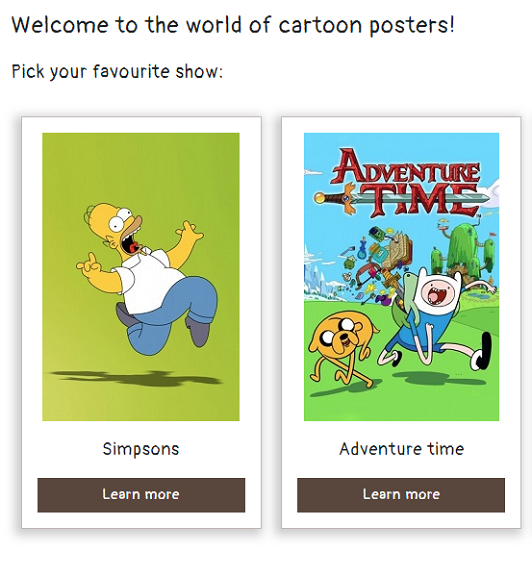 Welcome to the world of cartoon posters!
Pick your favourite show:
ADVENTURE
TIME
Simpsons
Adventure time
Learn more
Learn more